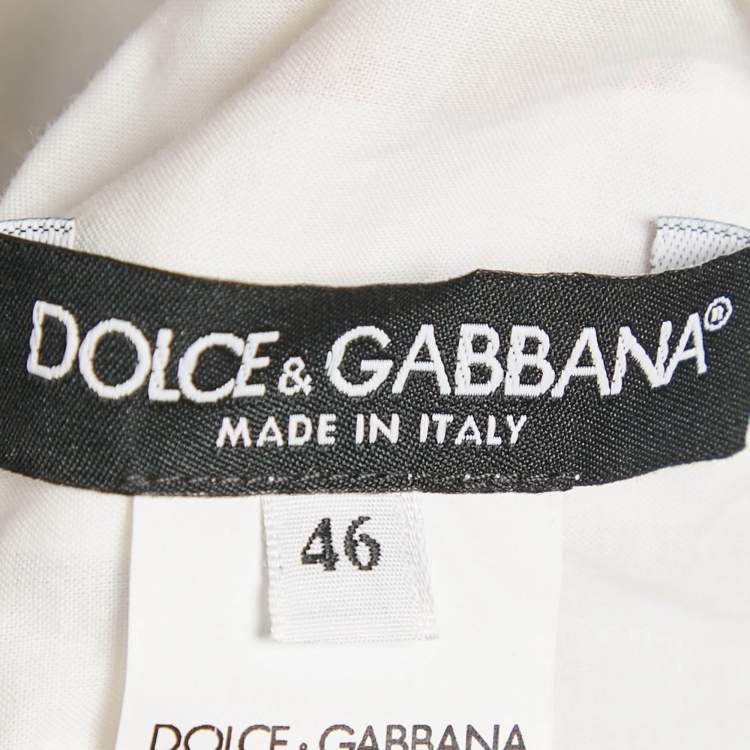 DOLCE & GABBANA®
MADE IN ITALY
46
DOLCE & GABBANA